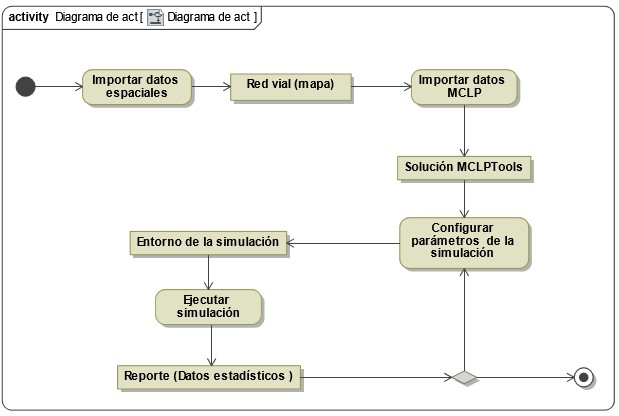 activity Diagrama de act [ Diagrama de act ]
Importar datos
espaciales
Red vial (mapa)
Importar datos
MCLP
Solución MCLPTools
Configurar
parámetros de la
simulación
Entorno de la simulación
Ejecutar
simulación
Reporte (Datos estadísticos )